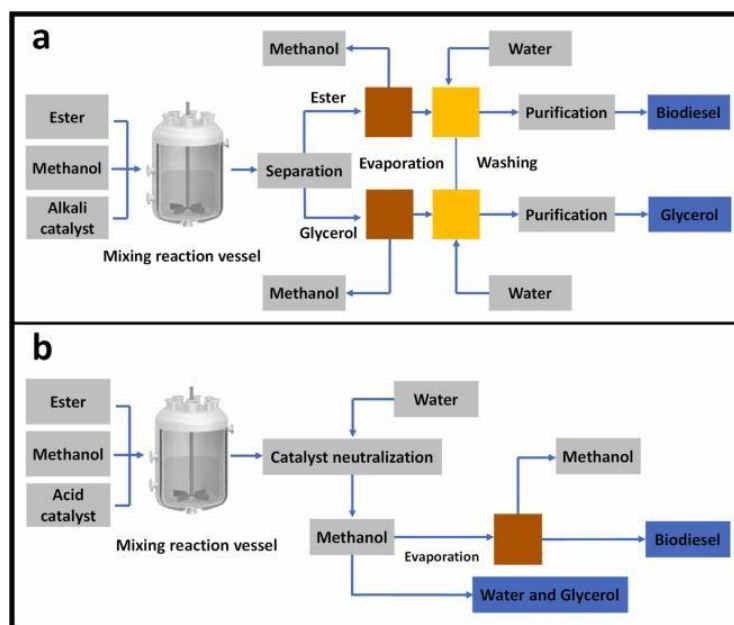 a
Methanol
Water
Ester
Ester
Purification
Biodiesel
Methanol
Separation
Evaporation
Washing
Alkali
catalyst
Glycerol
Purification
Glycerol
Mixing reaction vessel
Methanol
Water
b
Ester
Water
Methanol
Catalyst neutralization
Methanol
Acid
catalyst
Mixing reaction vessel
Methanol
Evaporation
Biodiesel
Water and Glycerol